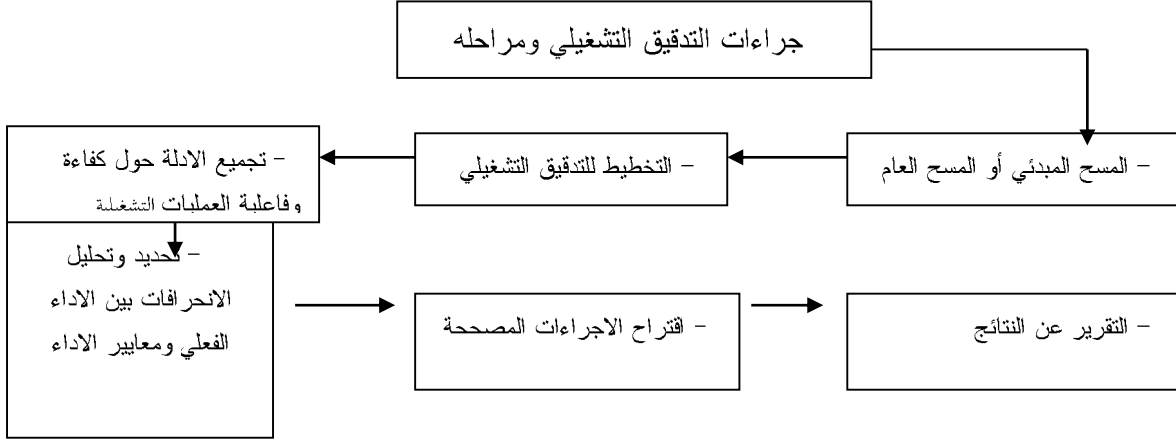 جراءات التدقيق التشغيلي ومراحله
- المسح المبدئي أو المسح العام
- التخطيط للتدقيق التشغيلي
- تجميع الادلة حول كفاءة
وفاعلية العمليات التشغيلية
- تحديد وتحليل
الانحرافات بين الاداء
الفعلي ومعايير الاداء
- اقتراح الاجراءات المصححة
- التقرير عن النتائج